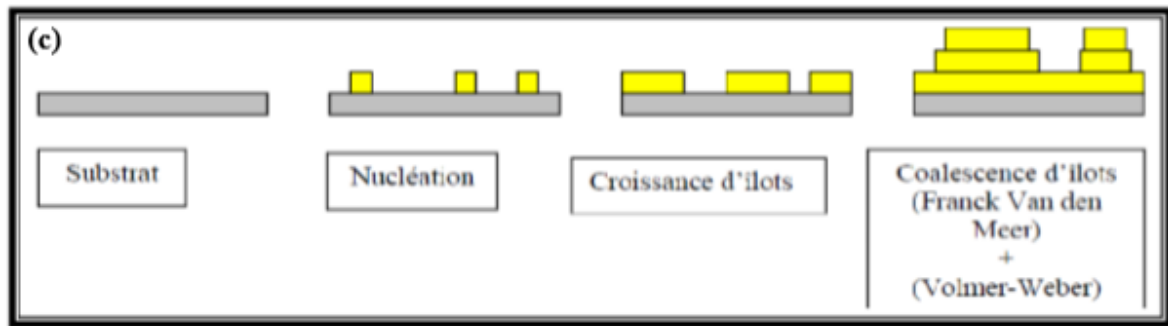 (c)
Substrat
Nucléation
Croissance d'ilots
Coalescence d'ilots
(Franck Van den
Meer)
+
(Volmer-Weber)